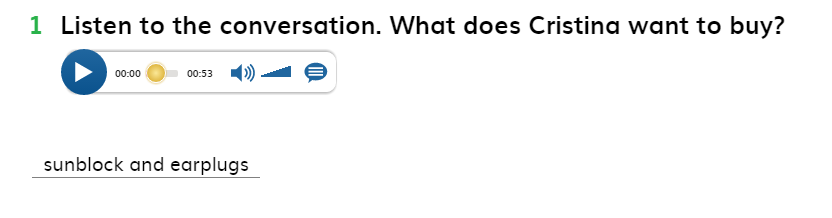 1 Listen to the conversation. What does Cristina want to buy?
00:00 00:53
sunblock and earplugs